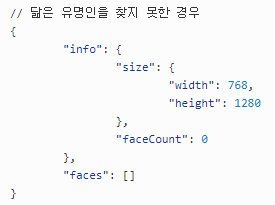 // 닮은 유명인을 찾지 못한 경우
{
        "info": {
                "size": {
                        "width": 768,
                        "height": 1280
                },
                "faceCount": 0
        },
        "faces": []
}